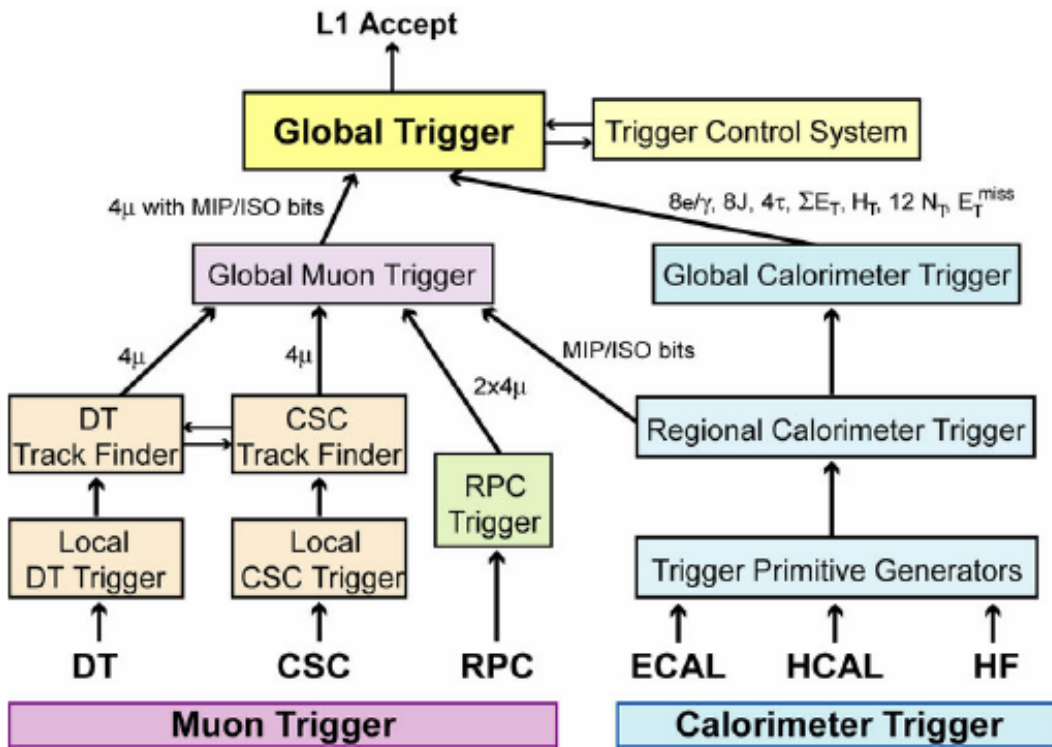 L1 Accept
Global Trigger
Trigger Control System
4μ with MIP/ISO bits
8e/γ, 8J, 4τ, ΣE_T, H_T, 12 N_T, E_T^miss
Global Muon Trigger
Global Calorimeter Trigger
4μ
4μ
2x4μ
MIP/ISO bits
DT
Track Finder
CSC
Track Finder
Regional Calorimeter Trigger
RPC
Trigger
Local
DT Trigger
Local
CSC Trigger
Trigger Primitive Generators
DT
CSC
RPC
ECAL
HCAL
HF
Muon Trigger
Calorimeter Trigger